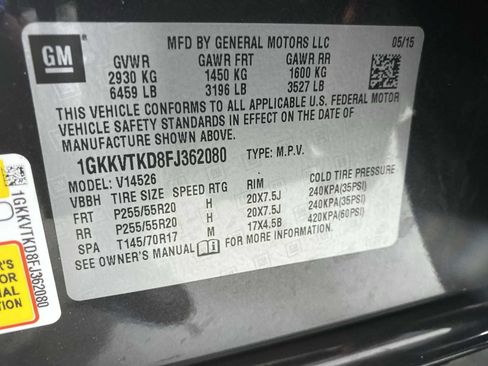 GM
MFD BY GENERAL MOTORS LLC 05/15
GVWR GAWR FRT GAWR RR
2930 KG 1450 KG 1600 KG
6459 LB 3196 LB 3527 LB
THIS VEHICLE CONFORMS TO ALL APPLICABLE U.S. FEDERAL MOTOR
VEHICLE SAFETY STANDARDS IN EFFECT ON THE DATE OF
MANUFACTURE SHOWN ABOVE.
1GKKVTKD8FJ362080 TYPE: M.P.V.
MODEL: V14526
VBBH TIRE SIZE SPEED RTG RIM COLD TIRE PRESSURE
FRT P255/55R20 H 20X7.5J 240KPA(35PSI)
RR P255/55R20 H 20X7.5J 240KPA(35PSI)
SPA T145/70R17 M 17X4.5B 420KPA(60PSI)
SEE OWNER'S MANUAL FOR MORE INFORMATION
1GKKVTKD8FJ362080